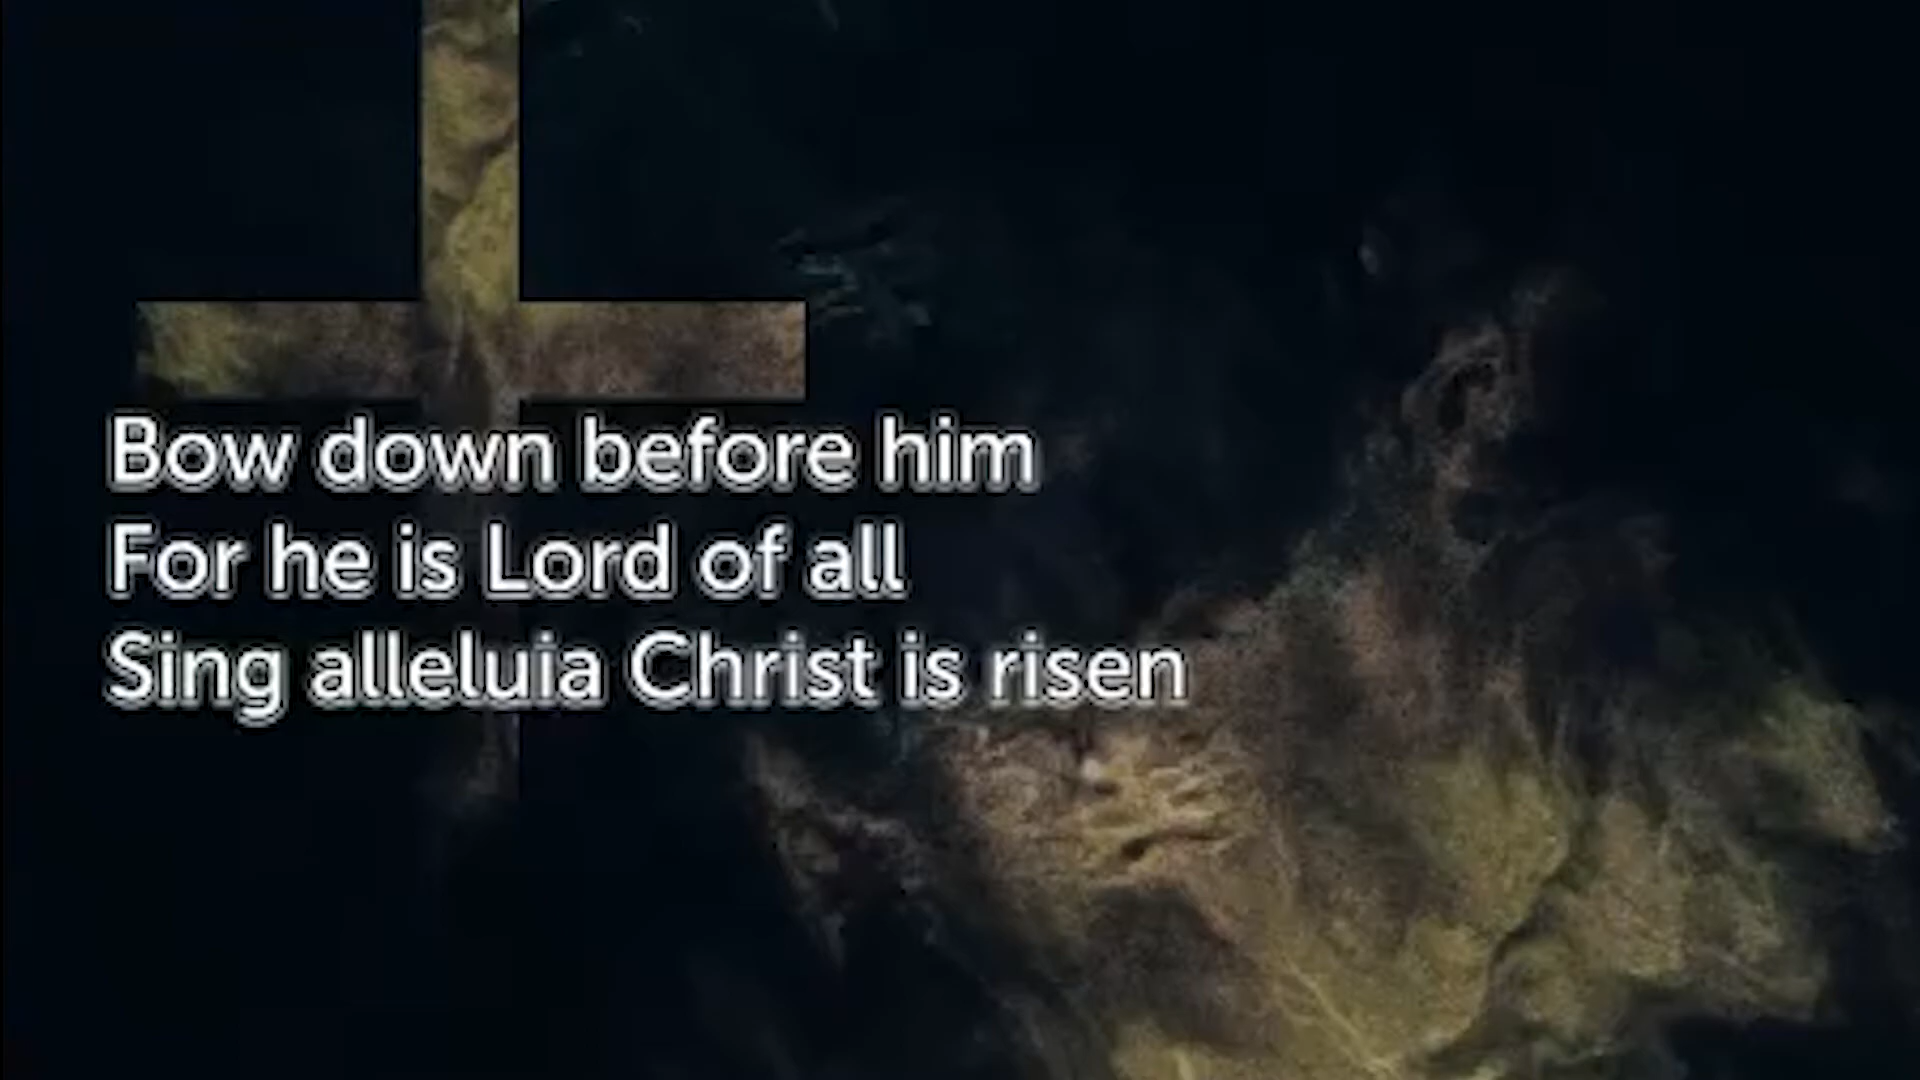 Bow down before him
For he is Lord of all
Sing alleluia Christ is risen